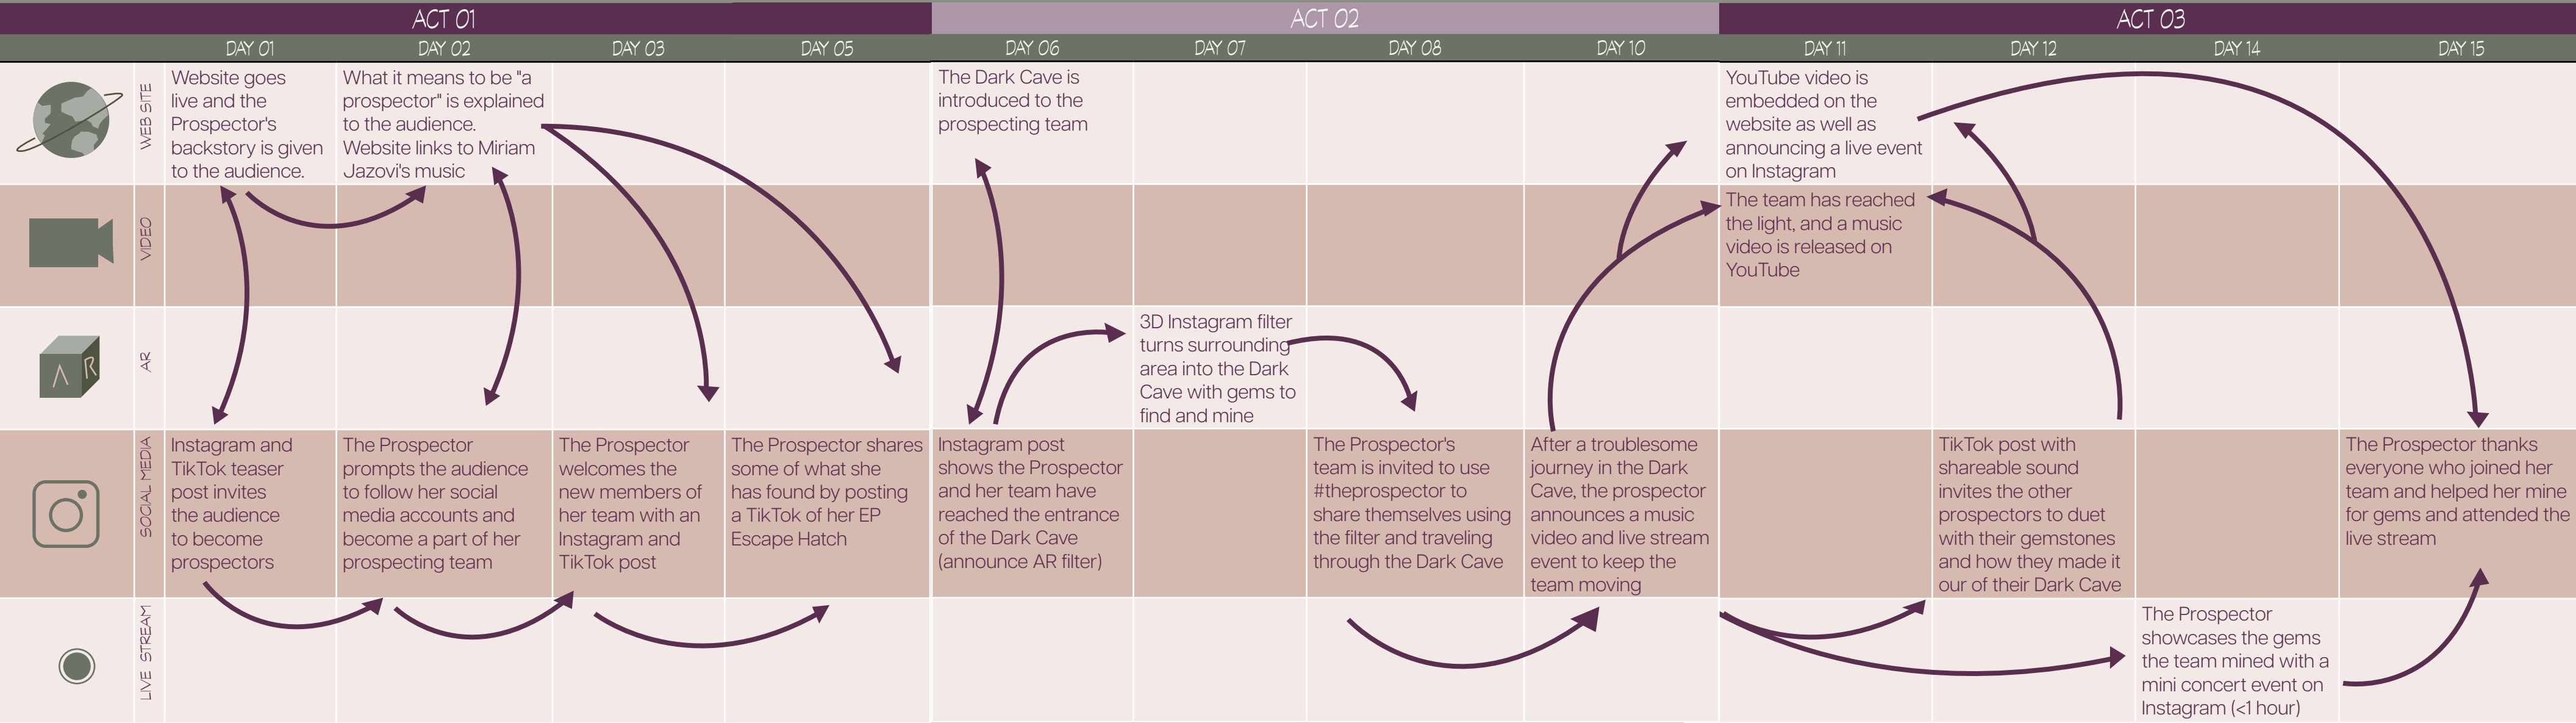 ACT 01
ACT 02
ACT 03
DAY 01
DAY 02
DAY 03
DAY 05
DAY 06
DAY 07
DAY 08
DAY 10
DAY 11
DAY 12
DAY 14
DAY 15
WEB SITE
Website goes
live and the
Prospector's
backstory is given
to the audience.
What it means to be "a
prospector" is explained
to the audience.
Website links to Miriam
Jazovi's music
The Dark Cave is
introduced to the
prospecting team
YouTube video is
embedded on the
website as well as
announcing a live event
on Instagram
VIDEO
The team has reached
the light, and a music
video is released on
YouTube
A R
AR
3D Instagram filter
turns surrounding
area into the Dark
Cave with gems to
find and mine
SOCIAL MEDIA
Instagram and
TikTok teaser
post invites
the audience
to become
prospectors
The Prospector
prompts the audience
to follow her social
media accounts and
become a part of her
prospecting team
The Prospector
welcomes the
new members of
her team with an
Instagram and
TikTok post
The Prospector shares
some of what she
has found by posting
a TikTok of her EP
Escape Hatch
Instagram post
shows the Prospector
and her team have
reached the entrance
of the Dark Cave
(announce AR filter)
The Prospector's
team is invited to use
#theprospector to
share themselves using
the filter and traveling
through the Dark Cave
After a troublesome
journey in the Dark
Cave, the prospector
announces a music
video and live stream
event to keep the
team moving
TikTok post with
shareable sound
invites the other
prospectors to duet
with their gemstones
and how they made it
our of their Dark Cave
The Prospector thanks
everyone who joined her
team and helped her mine
for gems and attended the
live stream
LIVE STREAM
The Prospector
showcases the gems
the team mined with a
mini concert event on
Instagram (<1 hour)